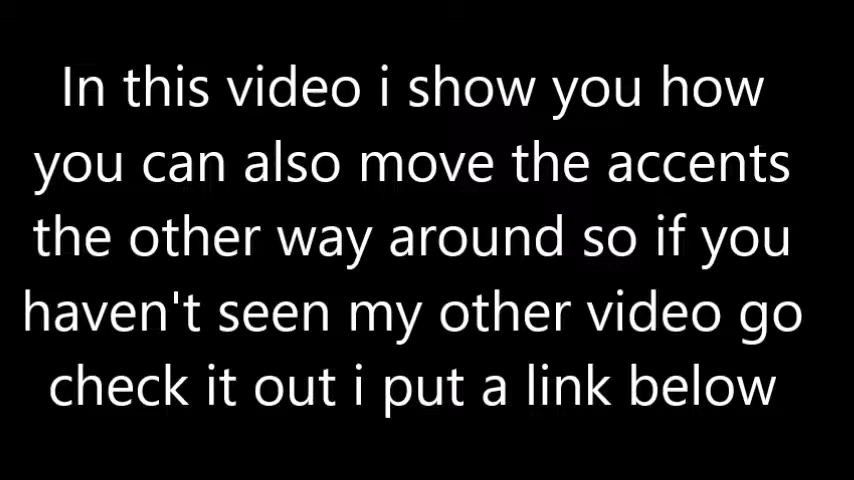 In this video i show you how
you can also move the accents
the other way around so if you
haven't seen my other video go
check it out i put a link below